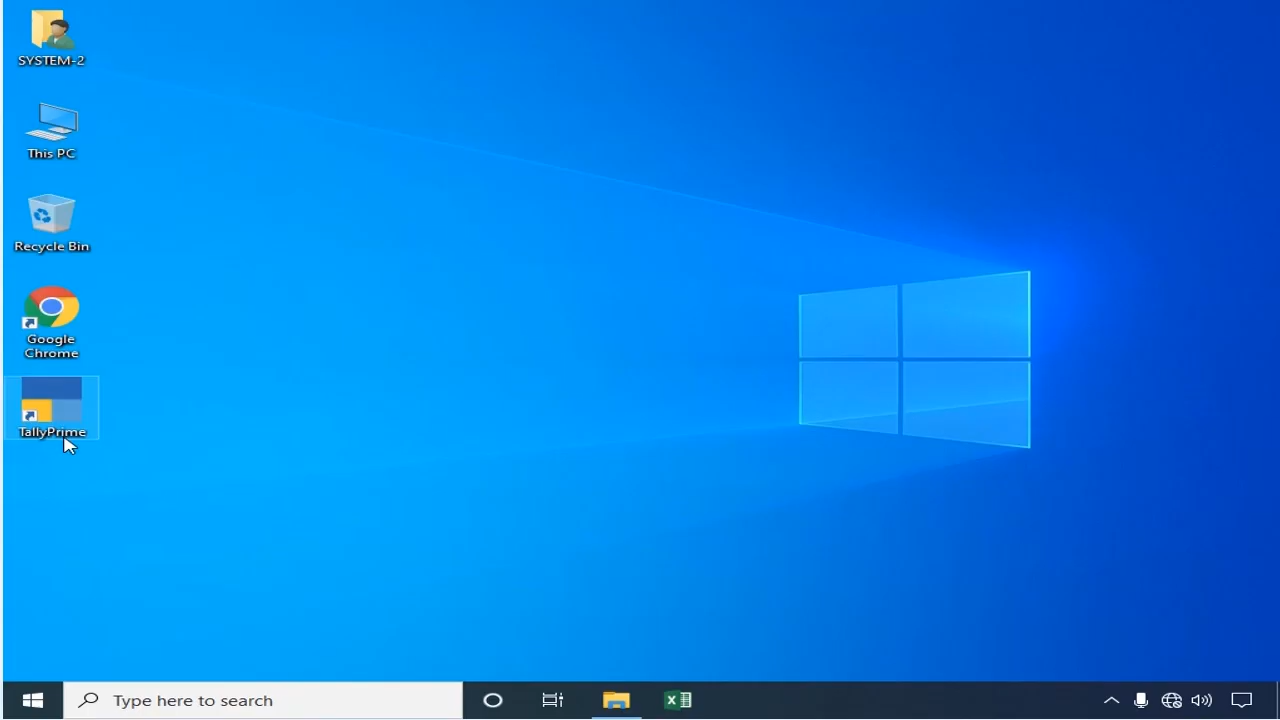 SYSTEM-2
This PC
Recycle Bin
Google
Chrome
TallyPrime
Type here to search